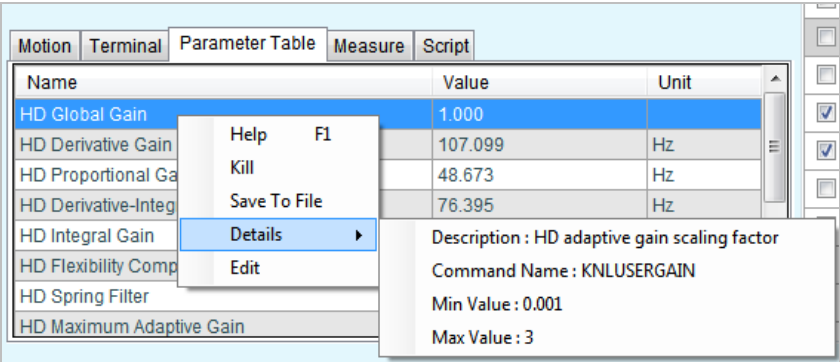 Motion Terminal Parameter Table Measure Script
Name Value Unit
HD Global Gain 1.000
HD Derivative Gain 107.099 Hz
HD Proportional Ga 48.673 Hz
HD Derivative-Integ 76.395 Hz
HD Integral Gain
HD Flexibility Comp
HD Spring Filter
HD Maximum Adaptive Gain
Help F1
Kill
Save To File
Details
Edit
Description : HD adaptive gain scaling factor
Command Name : KNLUSERGAIN
Min Value : 0.001
Max Value : 3